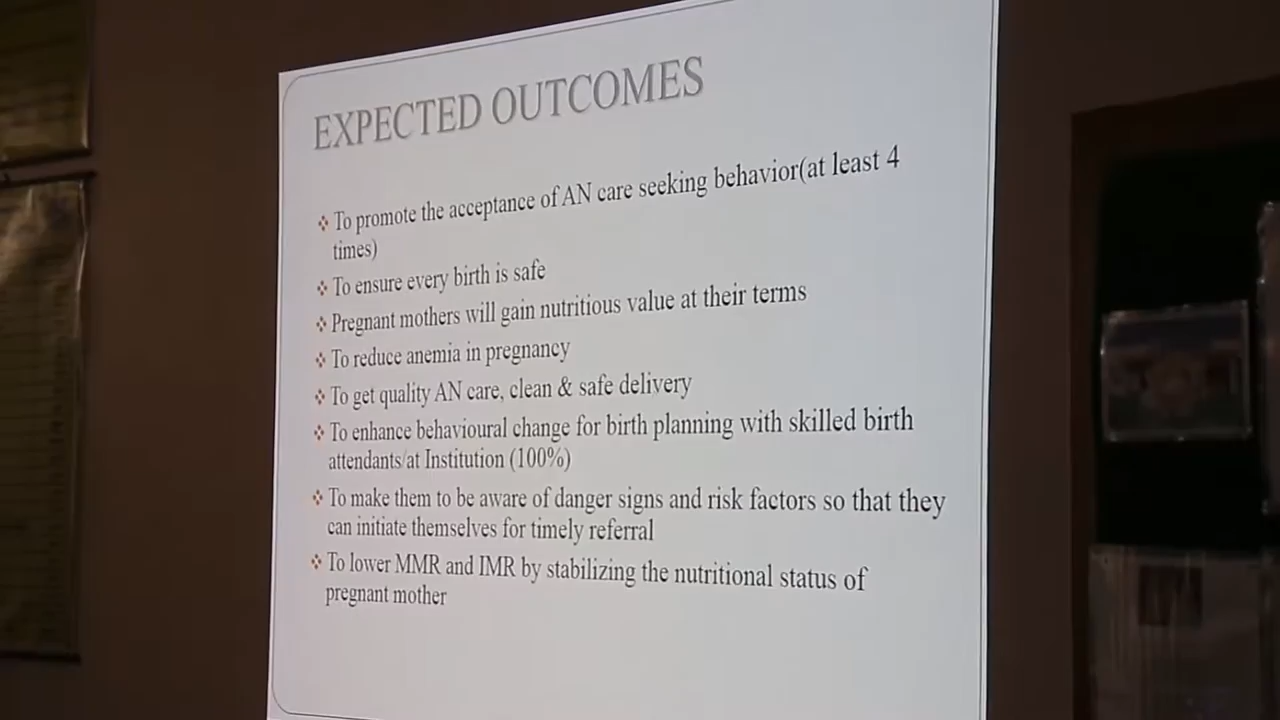 EXPECTED OUTCOMES
❖ To promote the acceptance of AN care seeking behavior(at least 4
times)
❖ To ensure every birth is safe
❖ Pregnant mothers will gain nutritious value at their terms
❖ To reduce anemia in pregnancy
❖ To get quality AN care, clean & safe delivery
❖ To enhance behavioural change for birth planning with skilled birth
attendants/at Institution (100%)
❖ To make them to be aware of danger signs and risk factors so that they
can initiate themselves for timely referral
❖ To lower MMR and IMR by stabilizing the nutritional status of
pregnant mother